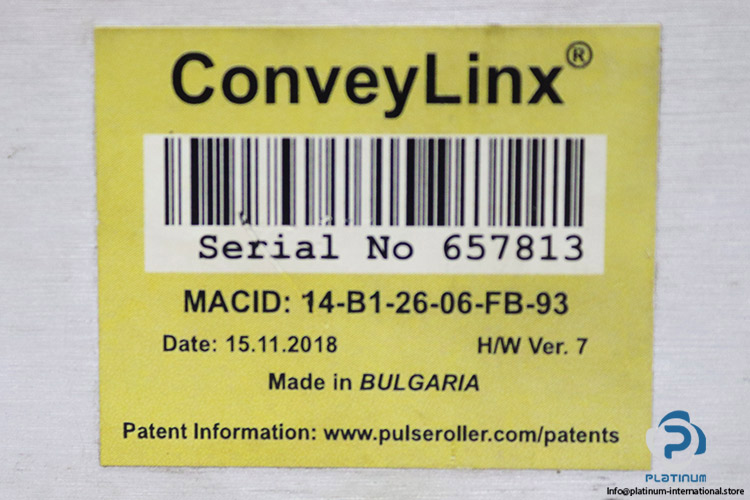 ConveyLinx®
Serial No 657813
MACID: 14-B1-26-06-FB-93
Date: 15.11.2018 H/W Ver. 7
Made in BULGARIA
Patent Information: www.pulseroller.com/patents
PLATINUM
Info@platinum-international.store